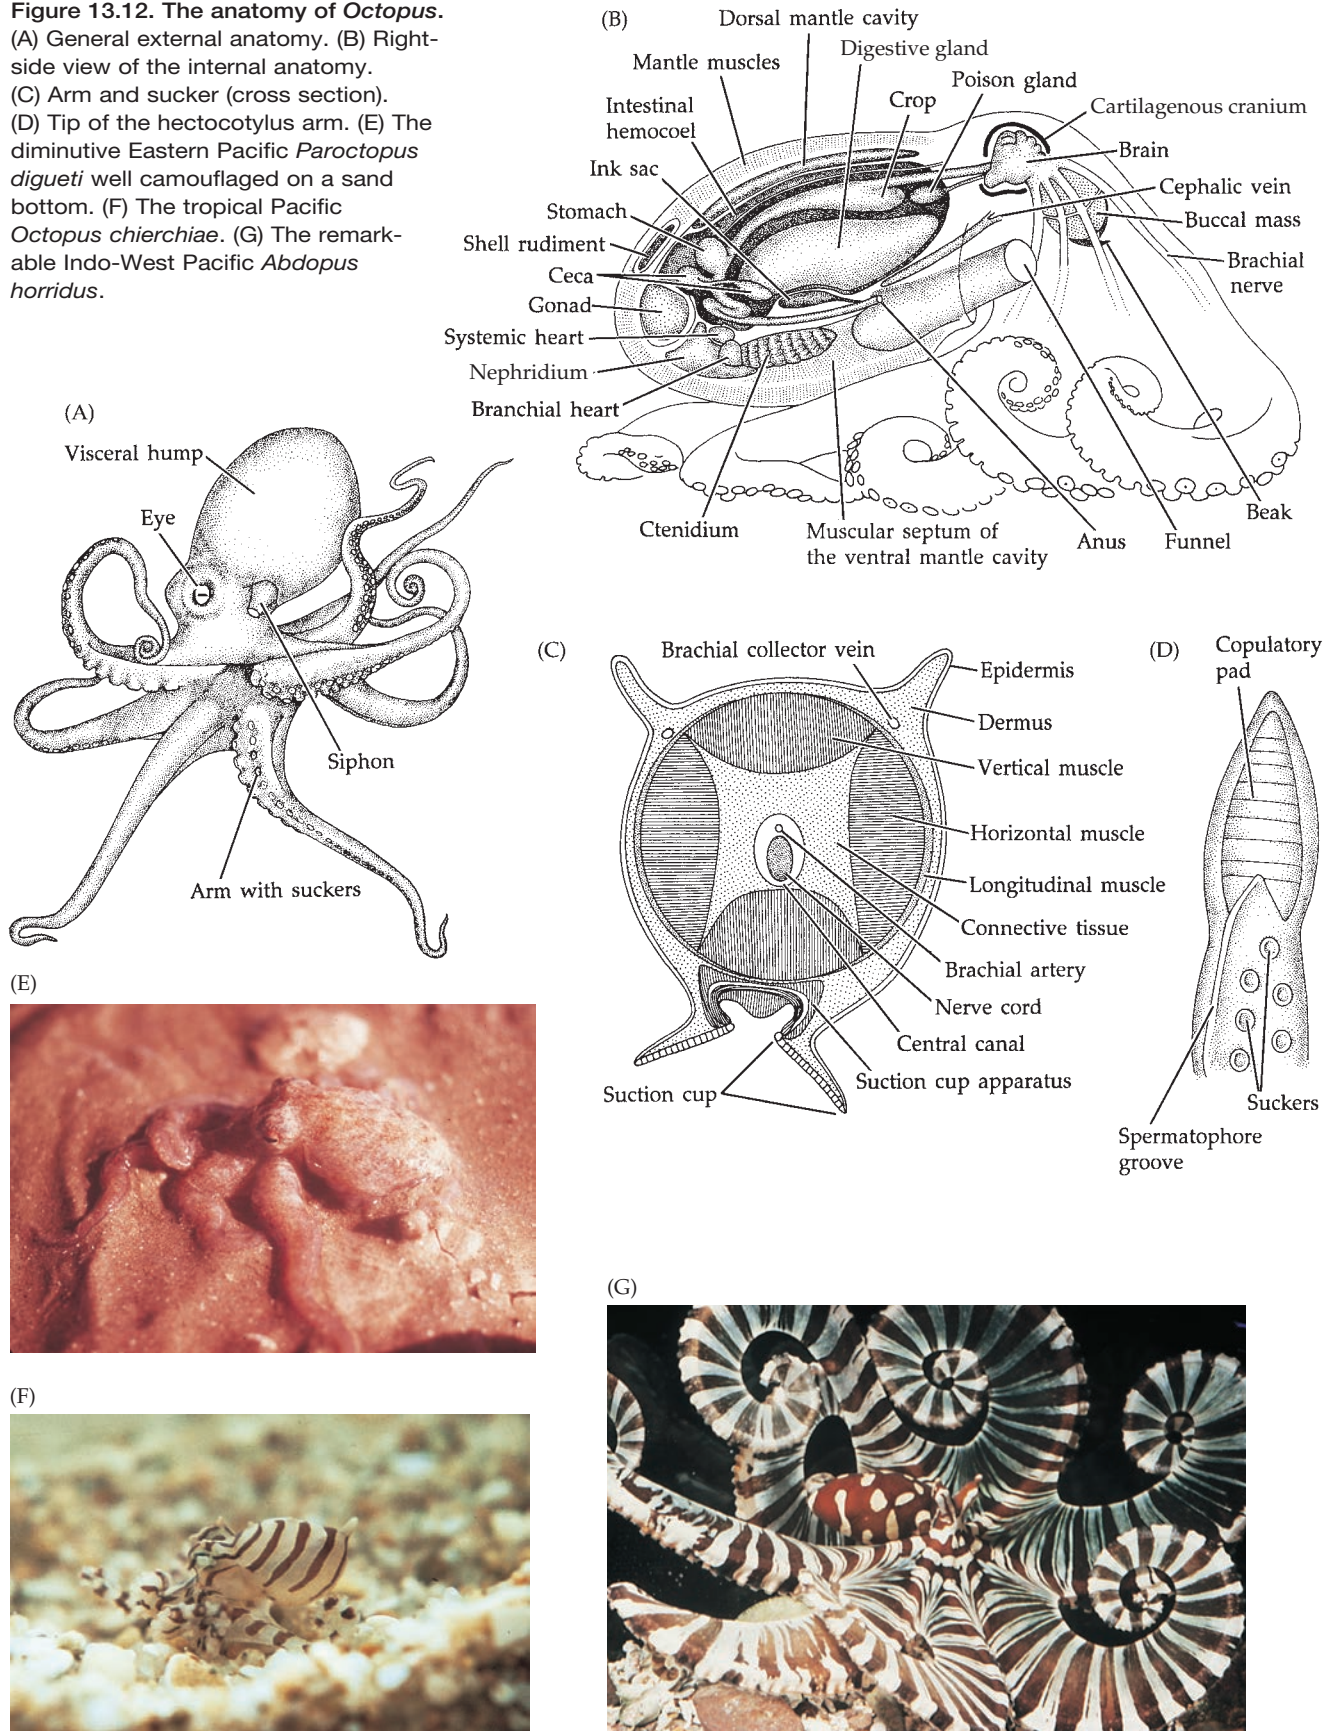 Figure 13.12. The anatomy of Octopus.
(A) General external anatomy. (B) Right-
side view of the internal anatomy.
(C) Arm and sucker (cross section).
(D) Tip of the hectocotylus arm. (E) The
diminutive Eastern Pacific Paroctopus
digueti well camouflaged on a sand
bottom. (F) The tropical Pacific
Octopus chierchiae. (G) The remark-
able Indo-West Pacific Abdopus
horridus.
(B)
Dorsal mantle cavity
Digestive gland
Mantle muscles
Poison gland
Crop
Intestinal
hemocoel
Cartilagenous cranium
Ink sac
Brain
Cephalic vein
Stomach
Buccal mass
Shell rudiment
Brachial
nerve
Ceca
Gonad
Systemic heart
Nephridium
Branchial heart
Ctenidium
Muscular septum of
the ventral mantle cavity
Anus
Funnel
Beak
(A)
Visceral hump
Eye
Siphon
Arm with suckers
(C)
Brachial collector vein
Epidermis
Dermus
Vertical muscle
Horizontal muscle
Longitudinal muscle
Connective tissue
Brachial artery
Nerve cord
Central canal
Suction cup apparatus
Suction cup
(D)
Copulatory
pad
Suckers
Spermatophore
groove
(E)
(F)
(G)